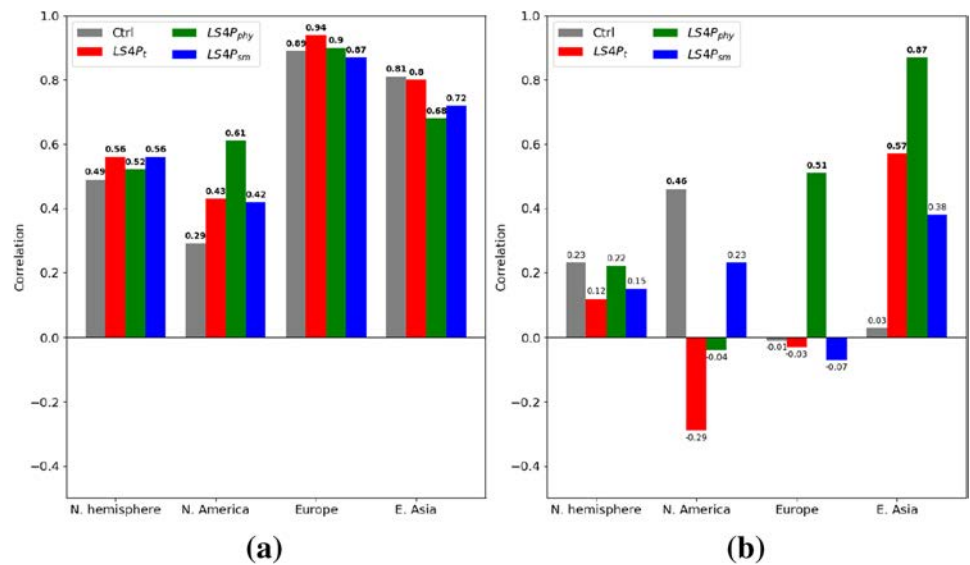 Ctrl
LS4Pt
LS4Pphy
LS4Psm
1.0
0.8
0.6
0.4
0.2
0.0
−0.2
−0.4
Correlation
0.49
0.56
0.52
0.56
0.29
0.43
0.61
0.42
0.89
0.94
0.9
0.87
0.81
0.8
0.68
0.72
N. hemisphere
N. America
Europe
E. Asia
(a)
Ctrl
LS4Pt
LS4Pphy
LS4Psm
1.0
0.8
0.6
0.4
0.2
0.0
−0.2
−0.4
Correlation
0.23
0.12
0.22
0.15
0.46
-0.29
-0.04
0.23
-0.01
-0.03
0.51
-0.07
0.03
0.57
0.87
0.38
N. hemisphere
N. America
Europe
E. Asia
(b)